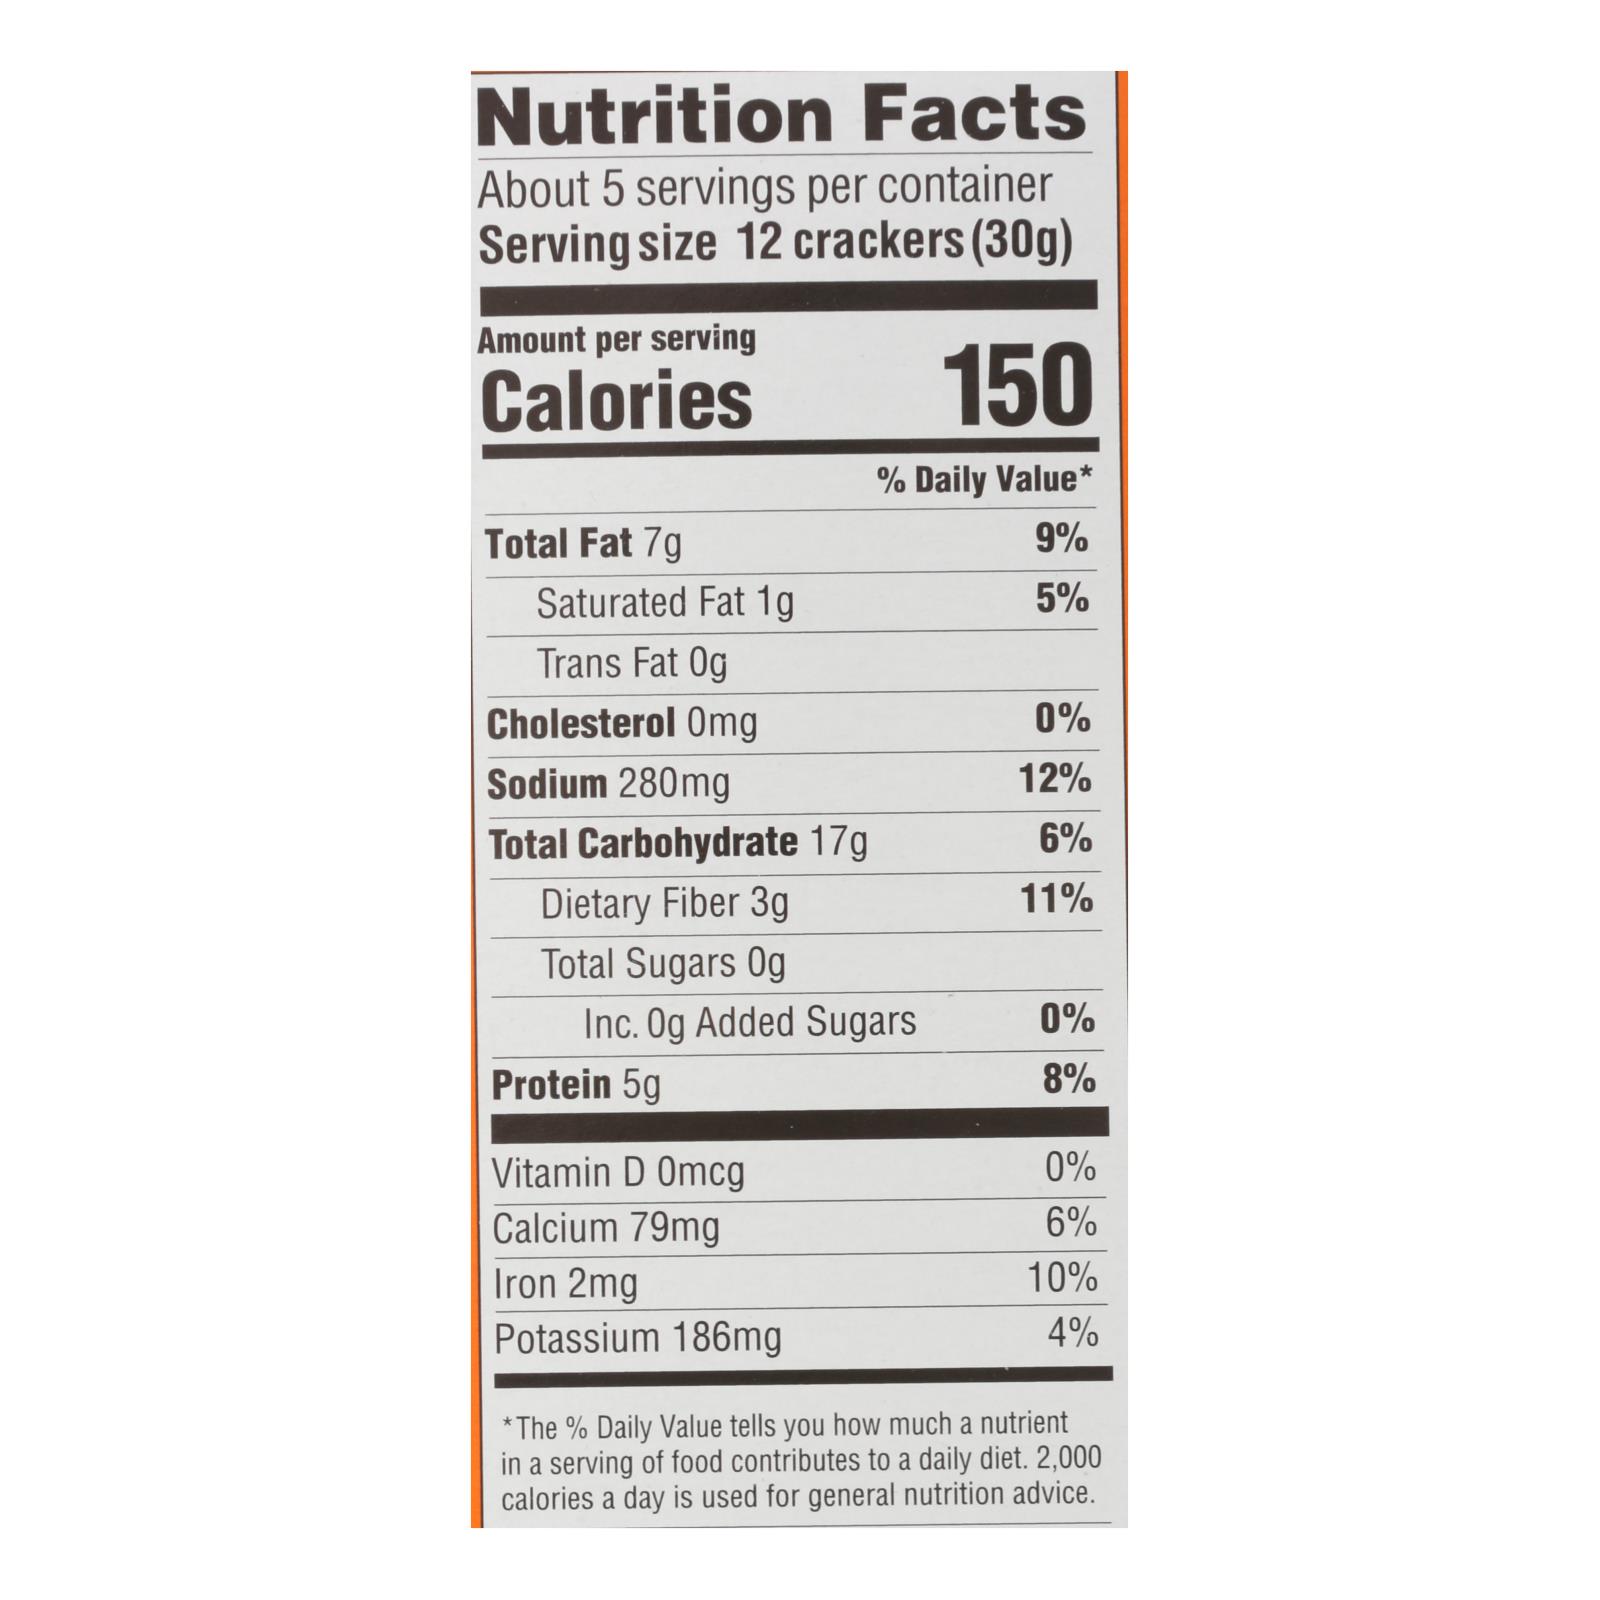 Nutrition Facts
About 5 servings per container
Serving size 12 crackers (30g)
Amount per serving
Calories 150
% Daily Value*
Total Fat 7g 9%
Saturated Fat 1g 5%
Trans Fat 0g
Cholesterol 0mg 0%
Sodium 280mg 12%
Total Carbohydrate 17g 6%
Dietary Fiber 3g 11%
Total Sugars 0g
Inc. 0g Added Sugars 0%
Protein 5g 8%
Vitamin D 0mcg 0%
Calcium 79mg 6%
Iron 2mg 10%
Potassium 186mg 4%
*The % Daily Value tells you how much a nutrient
in a serving of food contributes to a daily diet. 2,000
calories a day is used for general nutrition advice.